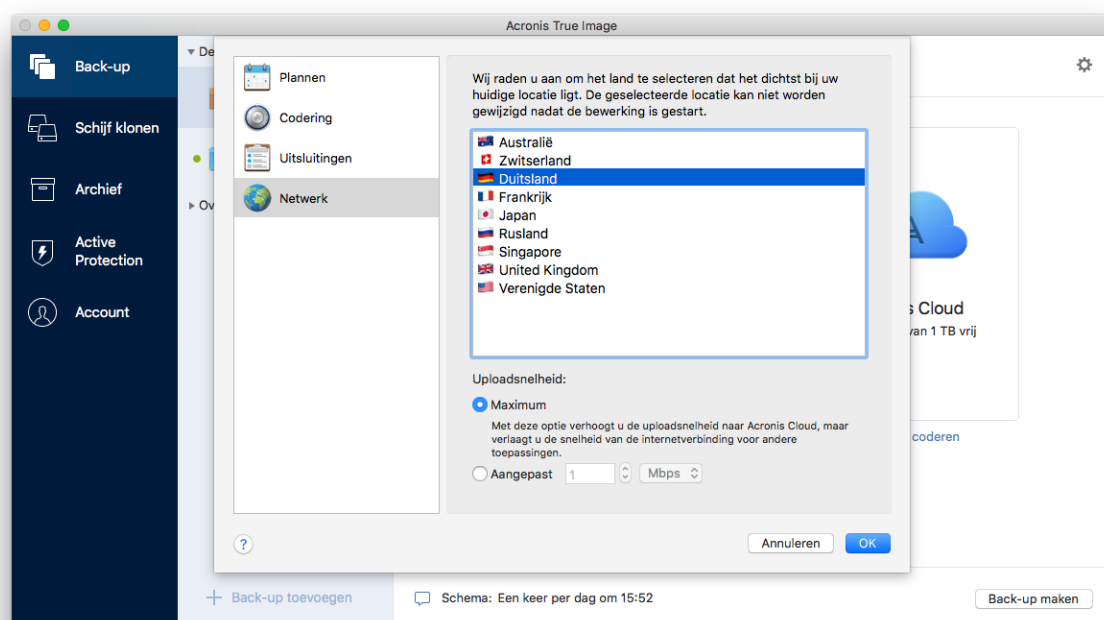 Acronis True Image
Back-up
Schijf klonen
Archief
Active
Protection
Account
De
Ov
Plannen
Codering
Uitsluitingen
Netwerk
Wij raden u aan om het land te selecteren dat het dichtst bij uw
huidige locatie ligt. De geselecteerde locatie kan niet worden
gewijzigd nadat de bewerking is gestart.
Australië
Zwitserland
Duitsland
Frankrijk
Japan
Rusland
Singapore
United Kingdom
Verenigde Staten
Uploadsnelheid:
Maximum
Met deze optie verhoogt u de uploadsnelheid naar Acronis Cloud, maar
verlaagt u de snelheid van de internetverbinding voor andere
toepassingen.
Aangepast 1 Mbps
? Annuleren OK
s Cloud
van 1 TB vrij
coderen
Back-up toevoegen
Schema: Een keer per dag om 15:52
Back-up maken